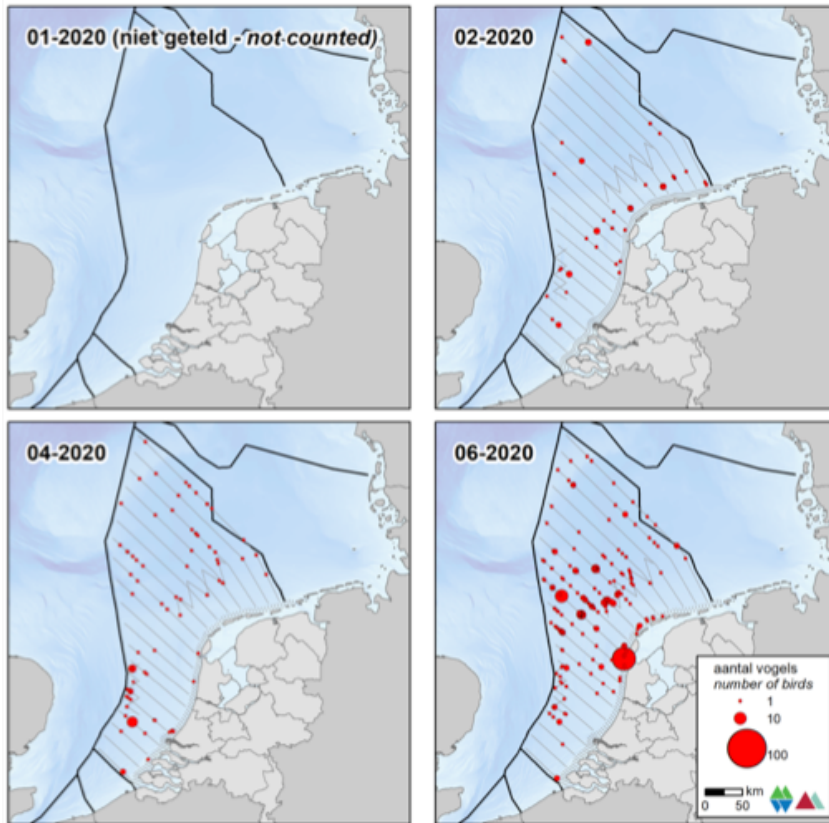 01-2020 (niet geteld - not counted)
02-2020
04-2020
06-2020
aantal vogels
number of birds
1
10
100
km
0 50